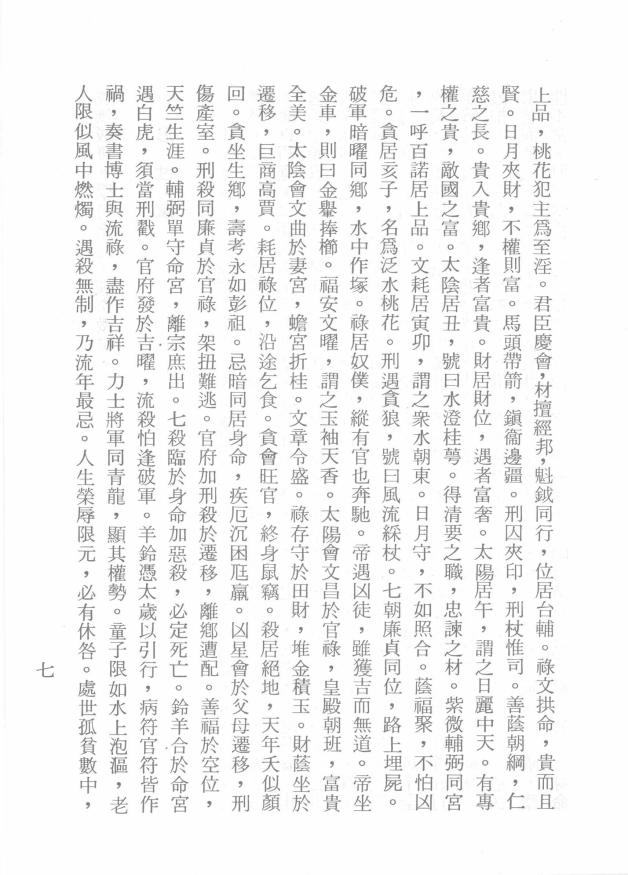 上品，桃花犯主爲至淫。君臣慶會，材擅經邦，魁鉞同行，位居台輔。祿文拱命，貴而且
賢。日月夾財，不權則富。馬頭帶箭，鎭衞邊疆。刑囚夾印，刑杖惟司。善蔭朝綱，仁
慈之長。貴入貴鄉，逢者富貴。財居財位，遇者富奢。太陽居午，謂之日麗中天。有專
權之貴，敵國之富。太陰居丑，號曰水澄桂萼。得清要之職，忠諫之材。紫微輔弼同宮
，一呼百諾居上品。文耗居寅卯，謂之衆水朝東。日月守，不如照合。蔭福聚，不怕凶
危。貪居亥子，名爲泛水桃花。刑遇貪狼，號曰風流綵杖。七朝廉貞同位，路上埋屍。
破軍暗曜同鄉，水中作塚。祿居奴僕，縱有官也奔馳。帝遇凶徒，雖獲吉而無道。帝坐
金車，則曰金轝捧櫛。福安文曜，謂之玉袖天香。太陽會文昌於官祿，皇殿朝班，富貴
全美。太陰會文曲於妻宮，蟾宮折桂。文章令盛。祿存守於田財，堆金積玉。財蔭坐於
遷移，巨商高賈。耗居祿位，沿途乞食。貪會旺宮，終身鼠竊。殺居絕地，天年夭似顏
回。貪坐生鄉，壽考永如彭祖。忌暗同居身命，疾厄沉困尫羸。凶星會於父母遷移，刑
傷產室。刑殺同廉貞於官祿，架扭難逃。官府加刑殺於遷移，離鄉遭配。善福於空位，
天竺生涯。輔弼單守命宮，離宗庶出。七殺臨於身命加惡殺，必定死亡。鈴羊合於命宮
遇白虎，須當刑戳。官府發於吉曜，流殺怕逢破軍。羊鈴憑太歲以引行，病符官符皆作
禍，奏書博士與流祿，盡作吉祥。力士將軍同青龍，顯其權勢。童子限如水上泡漚，老
人限似風中燃燭。遇殺無制，乃流年最忌。人生榮辱限元，必有休咎。處世孤貧數中，
七